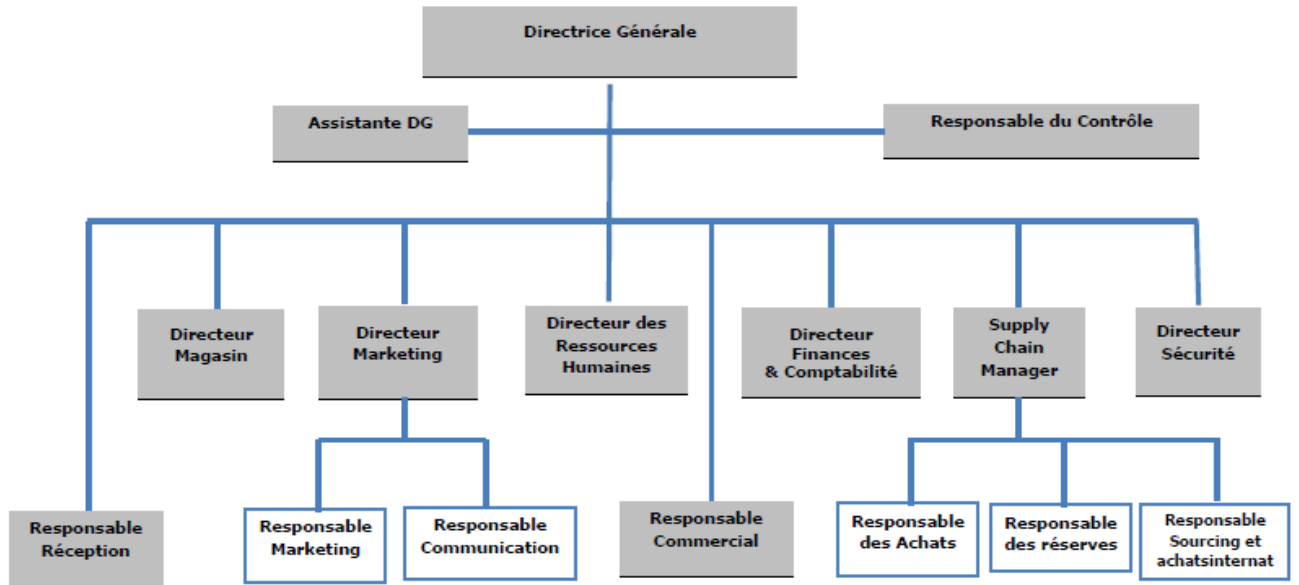 Directrice Générale
Assistante DG
Responsable du Contrôle
Directeur
Magasin
Directeur
Marketing
Directeur des
Ressources
Humaines
Directeur
Finances
& Comptabilité
Supply
Chain
Manager
Directeur
Sécurité
Responsable
Réception
Responsable
Marketing
Responsable
Communication
Responsable
Commercial
Responsable
des Achats
Responsable
des réserves
Responsable
Sourcing et
achatsinternat